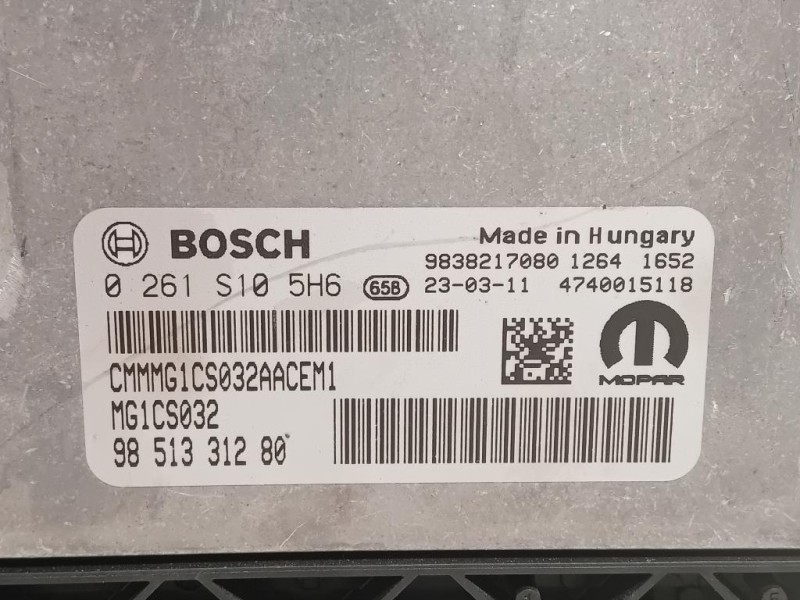 BOSCH
Made in Hungary
9838217080 1264 1652
0 261 S10 5H6 65B 23-03-11 4740015118
CMMMG1CS032AACEM1
MOPAR
MG1CS032
98 513 312 80